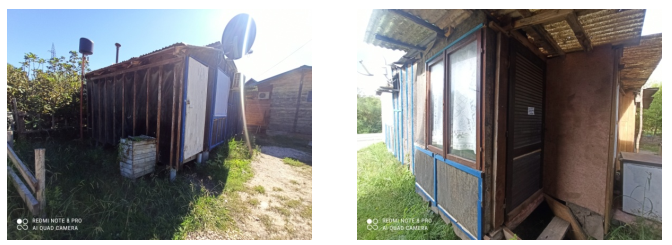 REDMI NOTE 8 PRO
AI QUAD CAMERA
REDMI NOTE 8 PRO
AI QUAD CAMERA